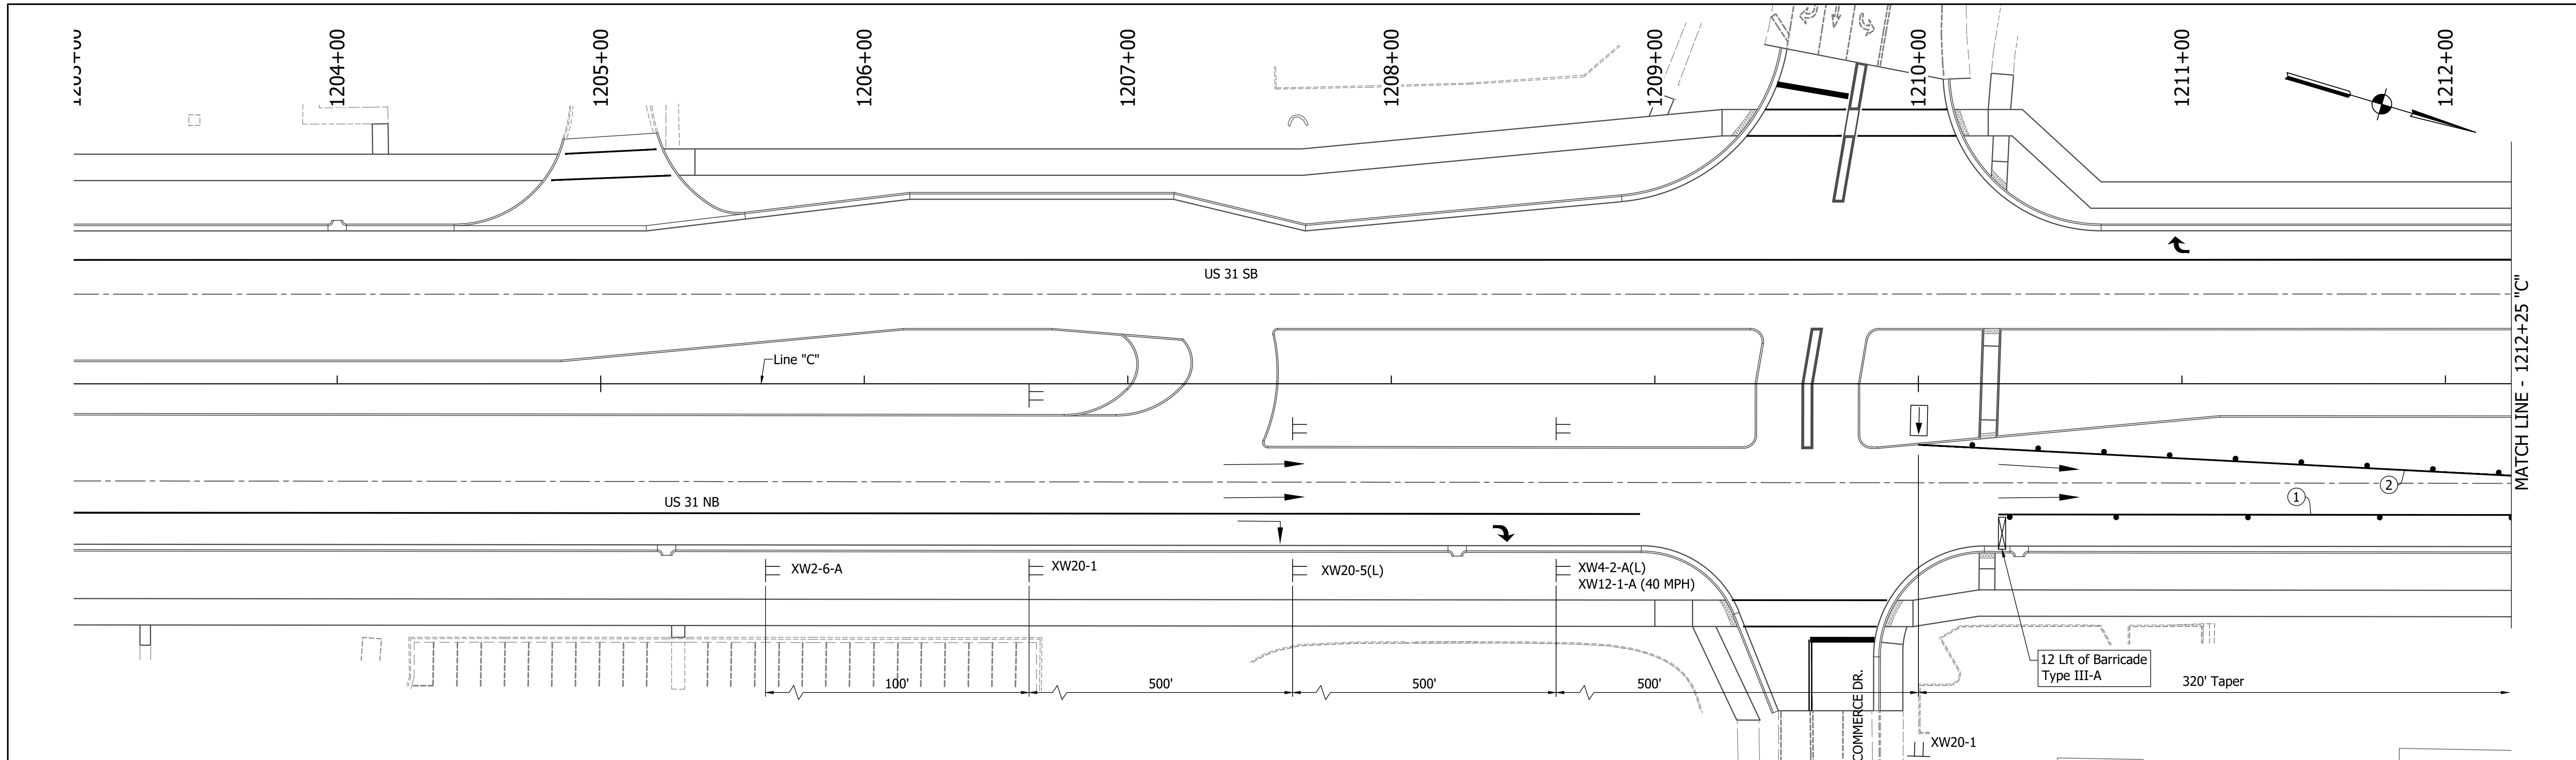 1203+00
1204+00
1205+00
1206+00
1207+00
1208+00
1209+00
1210+00
1211+00
1212+00
US 31 SB
MATCH LINE - 1212+25 "C"
Line "C"
US 31 NB
1
2
XW2-6-A
XW20-1
XW20-5(L)
XW4-2-A(L)
XW12-1-A (40 MPH)
12 Lft of Barricade
Type III-A
100'
500'
500'
500'
320' Taper
COMMERCE DR.
XW20-1